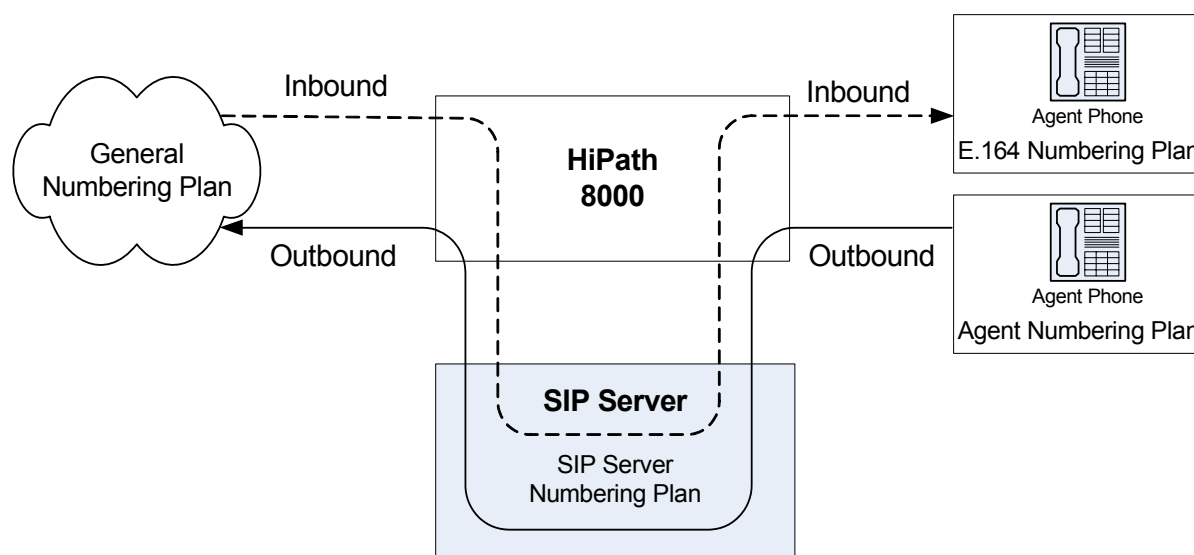 Inbound
General
Numbering Plan
Outbound
HiPath
8000
Inbound
Agent Phone
E.164 Numbering Plan
Outbound
Agent Phone
Agent Numbering Plan
SIP Server
SIP Server
Numbering Plan